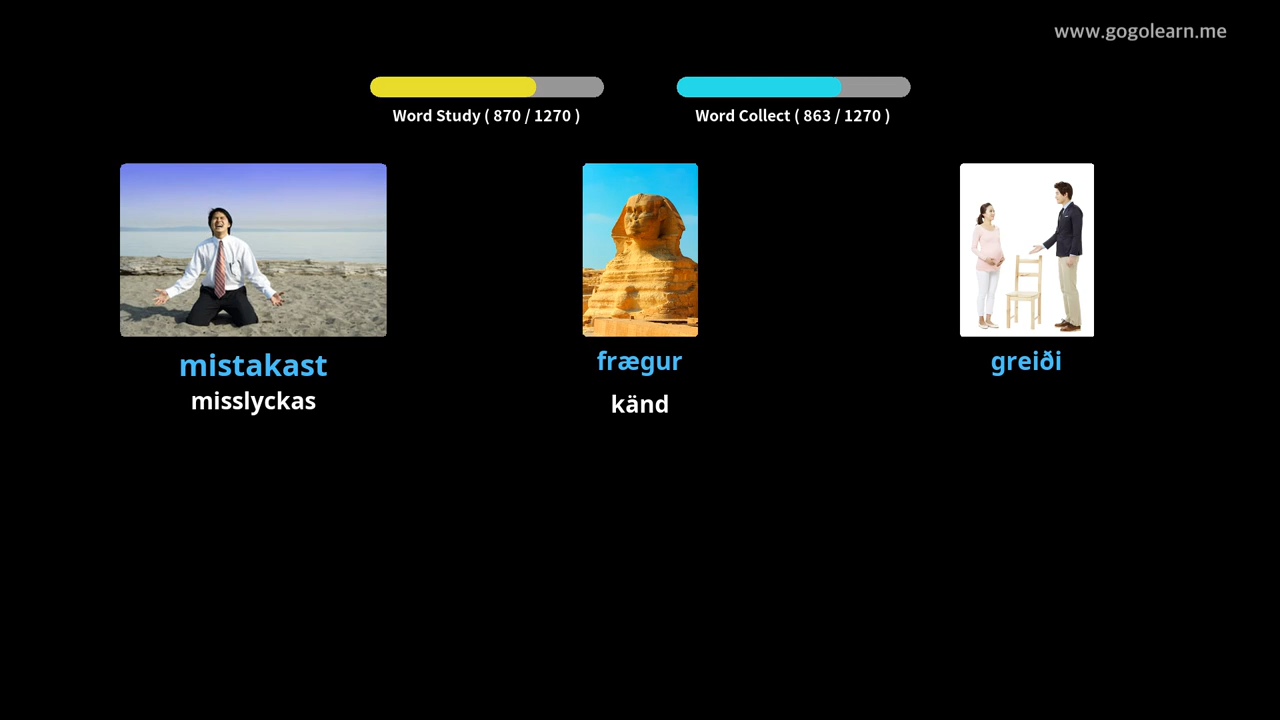 www.gogolearn.me
Word Study ( 870 / 1270 )
Word Collect ( 863 / 1270 )
mistakast
misslyckas
frægur
känd
greiði